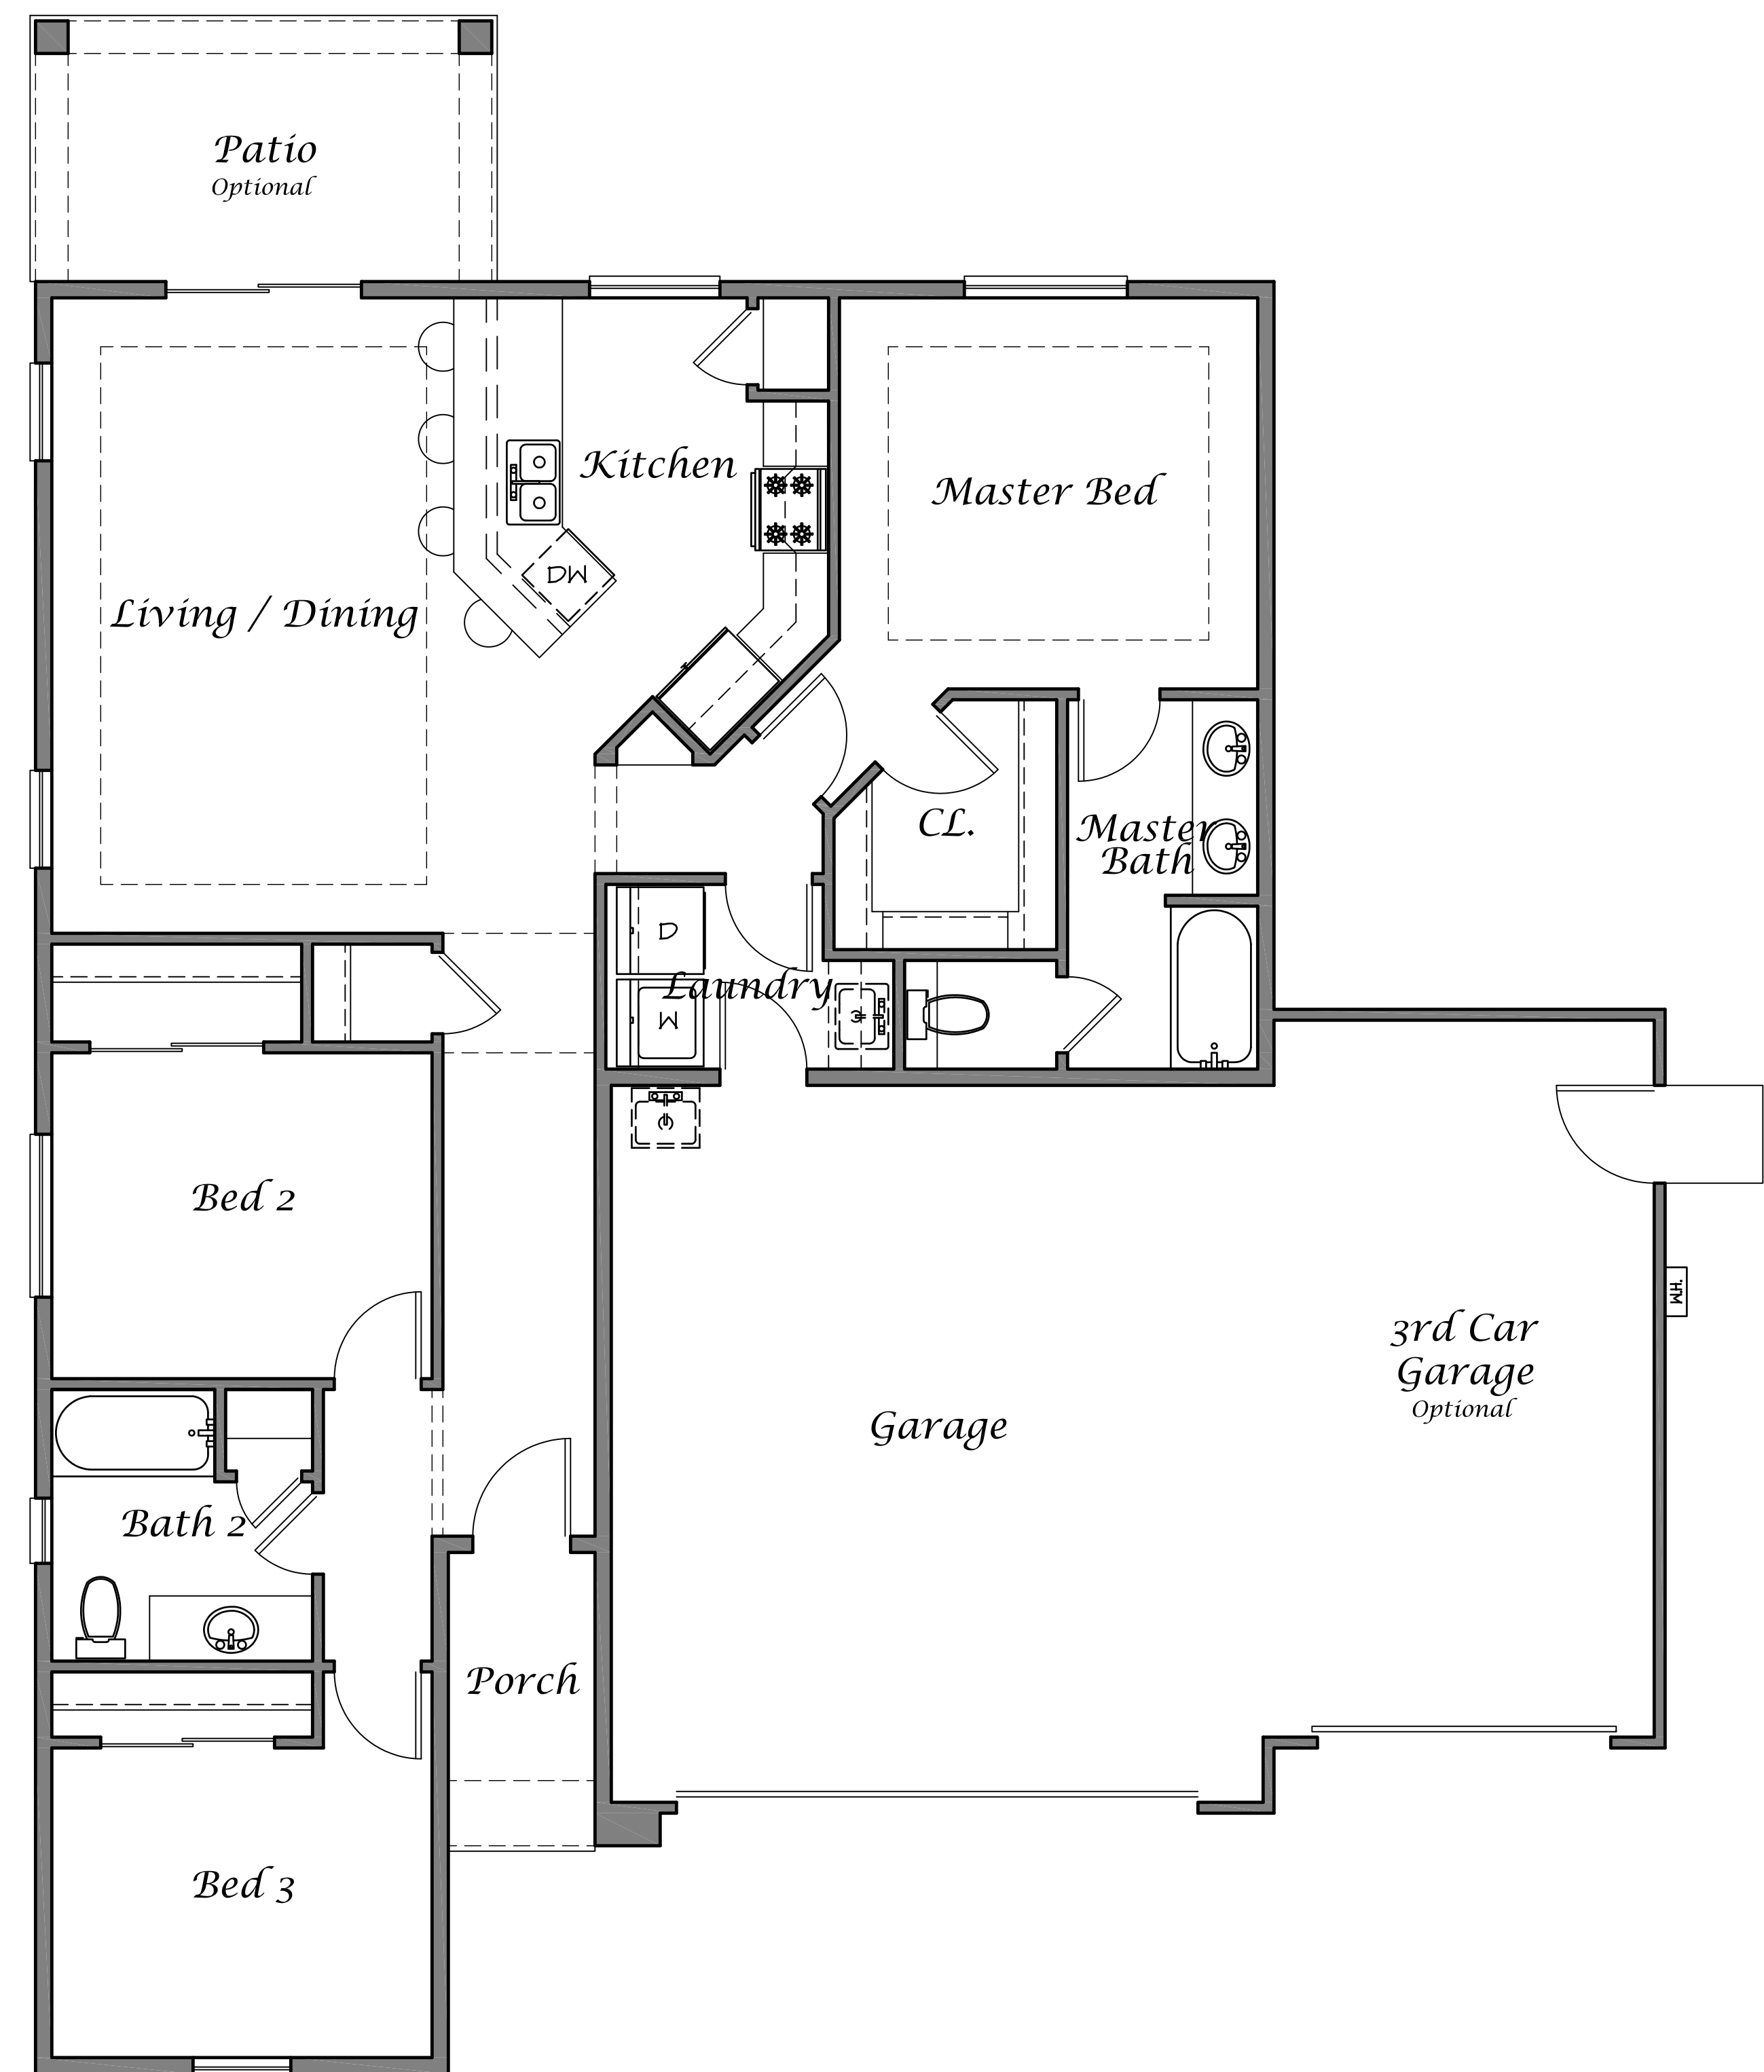 Patio
Optional
Kitchen
Master Bed
DW
Living / Dining
CL.
Master
Bath
D
Laundry
W
Bed 2
HM
3rd Car
Garage
Optional
Garage
Bath 2
Porch
Bed 3